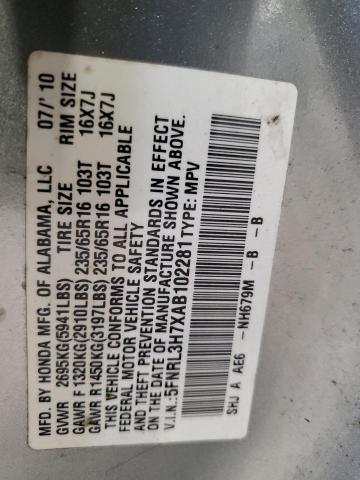 MFD. BY HONDA MFG. OF ALABAMA, LLC 07/'10
GVWR 2695KG(5941LBS) TIRE SIZE RIM SIZE
GAWR F 1320KG(2910LBS) 235/65R16 103T 16X7J
GAWR R 1450KG(3197LBS) 235/65R16 103T 16X7J
THIS VEHICLE CONFORMS TO ALL APPLICABLE
FEDERAL MOTOR VEHICLE SAFETY
AND THEFT PREVENTION STANDARDS IN EFFECT
ON THE DATE OF MANUFACTURE SHOWN ABOVE.
V.I.N.:5FNRL3H7XAB102281 TYPE: MPV
SHJ A AE6 -NH679M - B - B